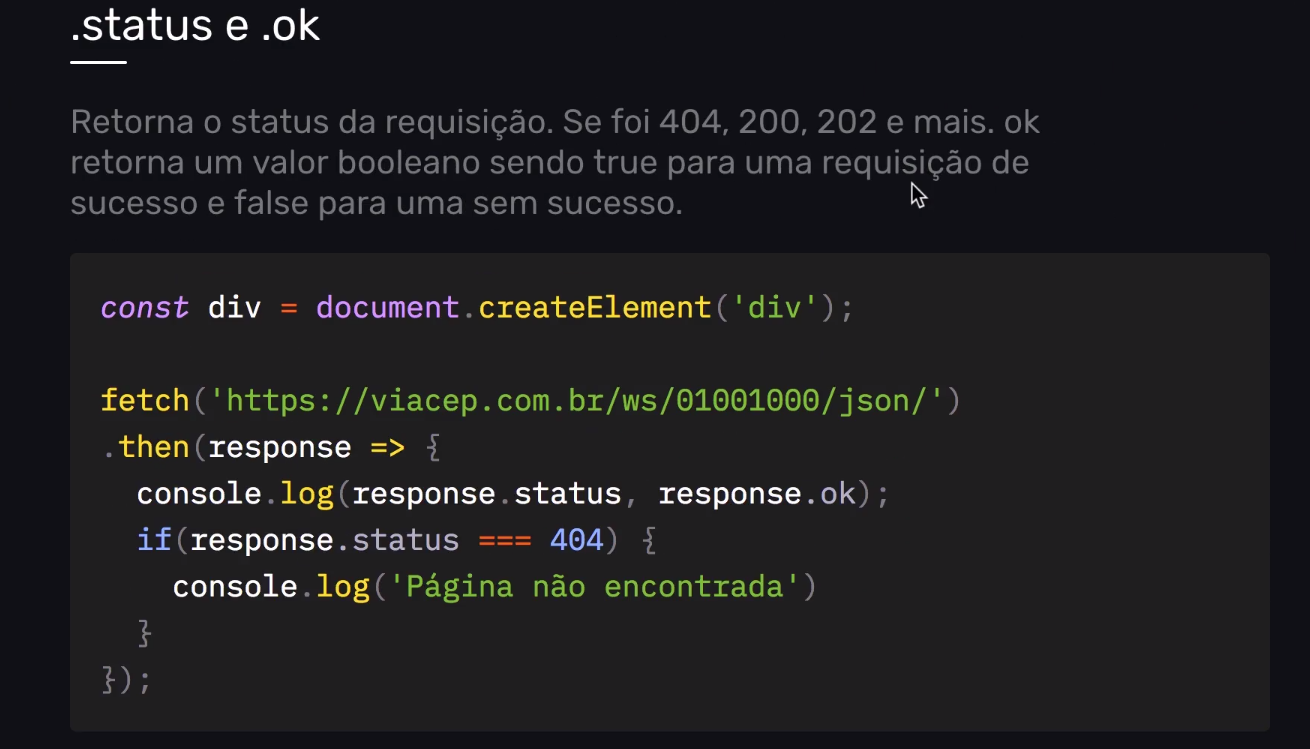 .status e .ok
Retorna o status da requisição. Se foi 404, 200, 202 e mais. ok
retorna um valor booleano sendo true para uma requisição de
sucesso e false para uma sem sucesso.
const div = document.createElement('div');
fetch('https://viacep.com.br/ws/01001000/json/')
.then(response => {
console.log(response.status, response.ok);
if(response.status === 404) {
console.log('Página não encontrada')
}
});